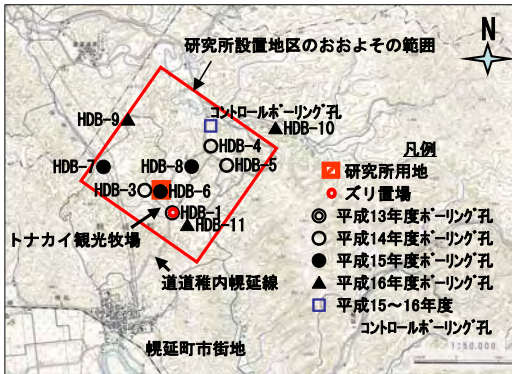 研究所設置地区のおおよその範囲
N
コントロールボーリング孔
HDB-9
HDB-10
HDB-4
HDB-5
HDB-7
HDB-8
HDB-3
HDB-6
HDB-1
HDB-11
トナカイ観光牧場
道道稚内幌延線
幌延町市街地
凡例
研究所用地
ズリ置場
平成13年度ボーリング孔
平成14年度ボーリング孔
平成15年度ボーリング孔
平成16年度ボーリング孔
平成15～16年度
コントロールボーリング孔
1:50,000